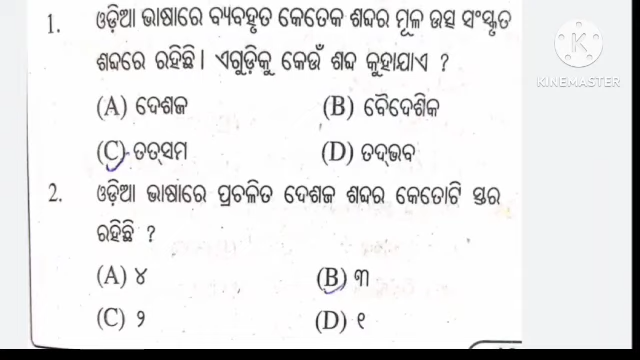 1. ଓଡ଼ିଆ ଭାଷାରେ ବ୍ୟବହୃତ କେତେକ ଶବ୍ଦର ମୂଳ ଉତ୍ସ ସଂସ୍କୃତ
ଶବ୍ଦରେ ରହିଛି। ଏଗୁଡ଼ିକୁ କେଉଁ ଶବ୍ଦ କୁହାଯାଏ ?
(A) ଦେଶଜ (B) ବୈଦେଶିକ
(C) ତତ୍‌ସମ (D) ତଦ୍‌ଭବ
2. ଓଡ଼ିଆ ଭାଷାରେ ପ୍ରଚଳିତ ଦେଶଜ ଶବ୍ଦର କେତୋଟି ସ୍ତର
ରହିଛି ?
(A) ୪ (B) ୩
(C) ୨ (D) ୧
KINEMASTER